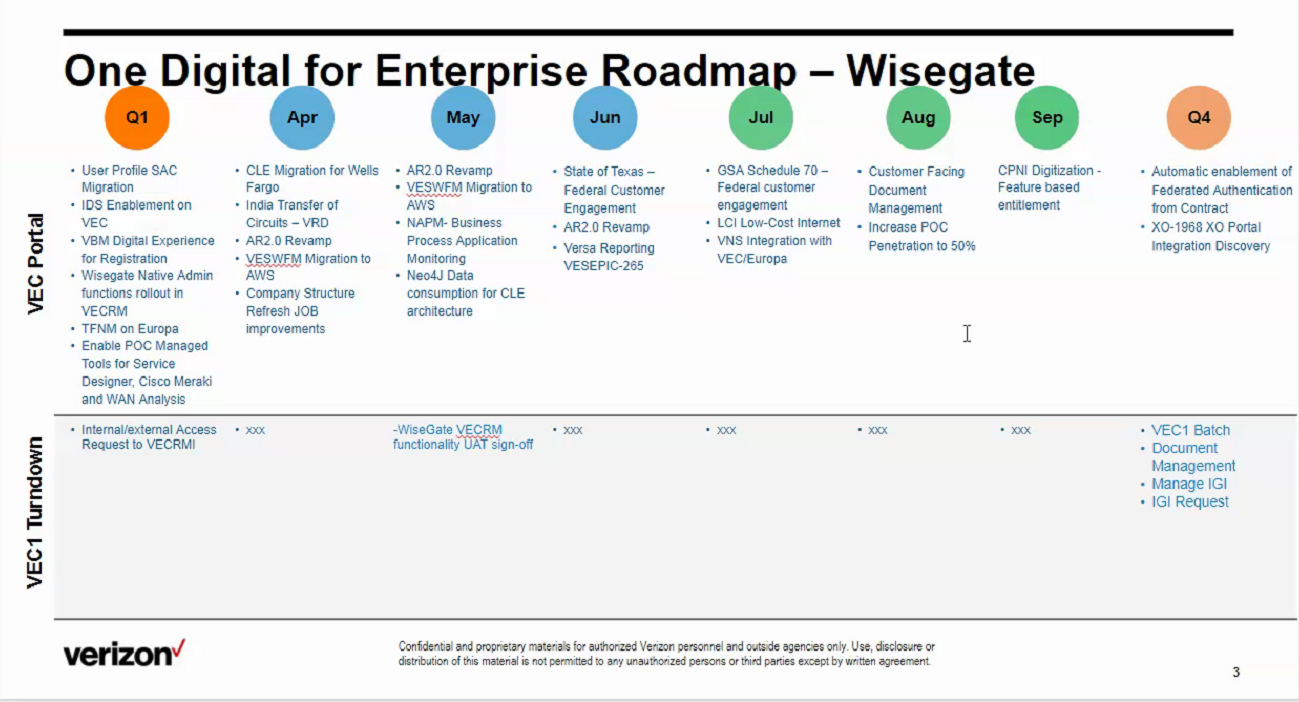 One Digital for Enterprise Roadmap – Wisegate
Q1
Apr
May
Jun
Jul
Aug
Sep
Q4
VEC Portal
• User Profile SAC
Migration
• IDS Enablement on
VEC
• VBM Digital Experience
for Registration
• Wisegate Native Admin
functions rollout in
VECRM
• TFNM on Europa
• Enable POC Managed
Tools for Service
Designer, Cisco Meraki
and WAN Analysis
• CLE Migration for Wells
Fargo
• India Transfer of
Circuits – VRD
• AR2.0 Revamp
• VESWFM Migration to
AWS
• Company Structure
Refresh JOB
improvements
• AR2.0 Revamp
• VESWFM Migration to
AWS
• NAPM- Business
Process Application
Monitoring
• Neo4J Data
consumption for CLE
architecture
• State of Texas –
Federal Customer
Engagement
• AR2.0 Revamp
• Versa Reporting
VESEPIC-265
• GSA Schedule 70 –
Federal customer
engagement
• LCI Low-Cost Internet
• VNS Integration with
VEC/Europa
• Customer Facing
Document
Management
• Increase POC
Penetration to 50%
CPNI Digitization -
Feature based
entitlement
• Automatic enablement of
Federated Authentication
from Contract
• XO-1968 XO Portal
Integration Discovery
VEC1 Turndown
• Internal/external Access
Request to VECRMI
• xxx
-WiseGate VECRM
functionality UAT sign-off
• xxx
• xxx
• xxx
• xxx
• VEC1 Batch
• Document
Management
• Manage IGI
• IGI Request
verizon
Confidential and proprietary materials for authorized Verizon personnel and outside agencies only. Use, disclosure or
distribution of this material is not permitted to any unauthorized persons or third parties except by written agreement.
3